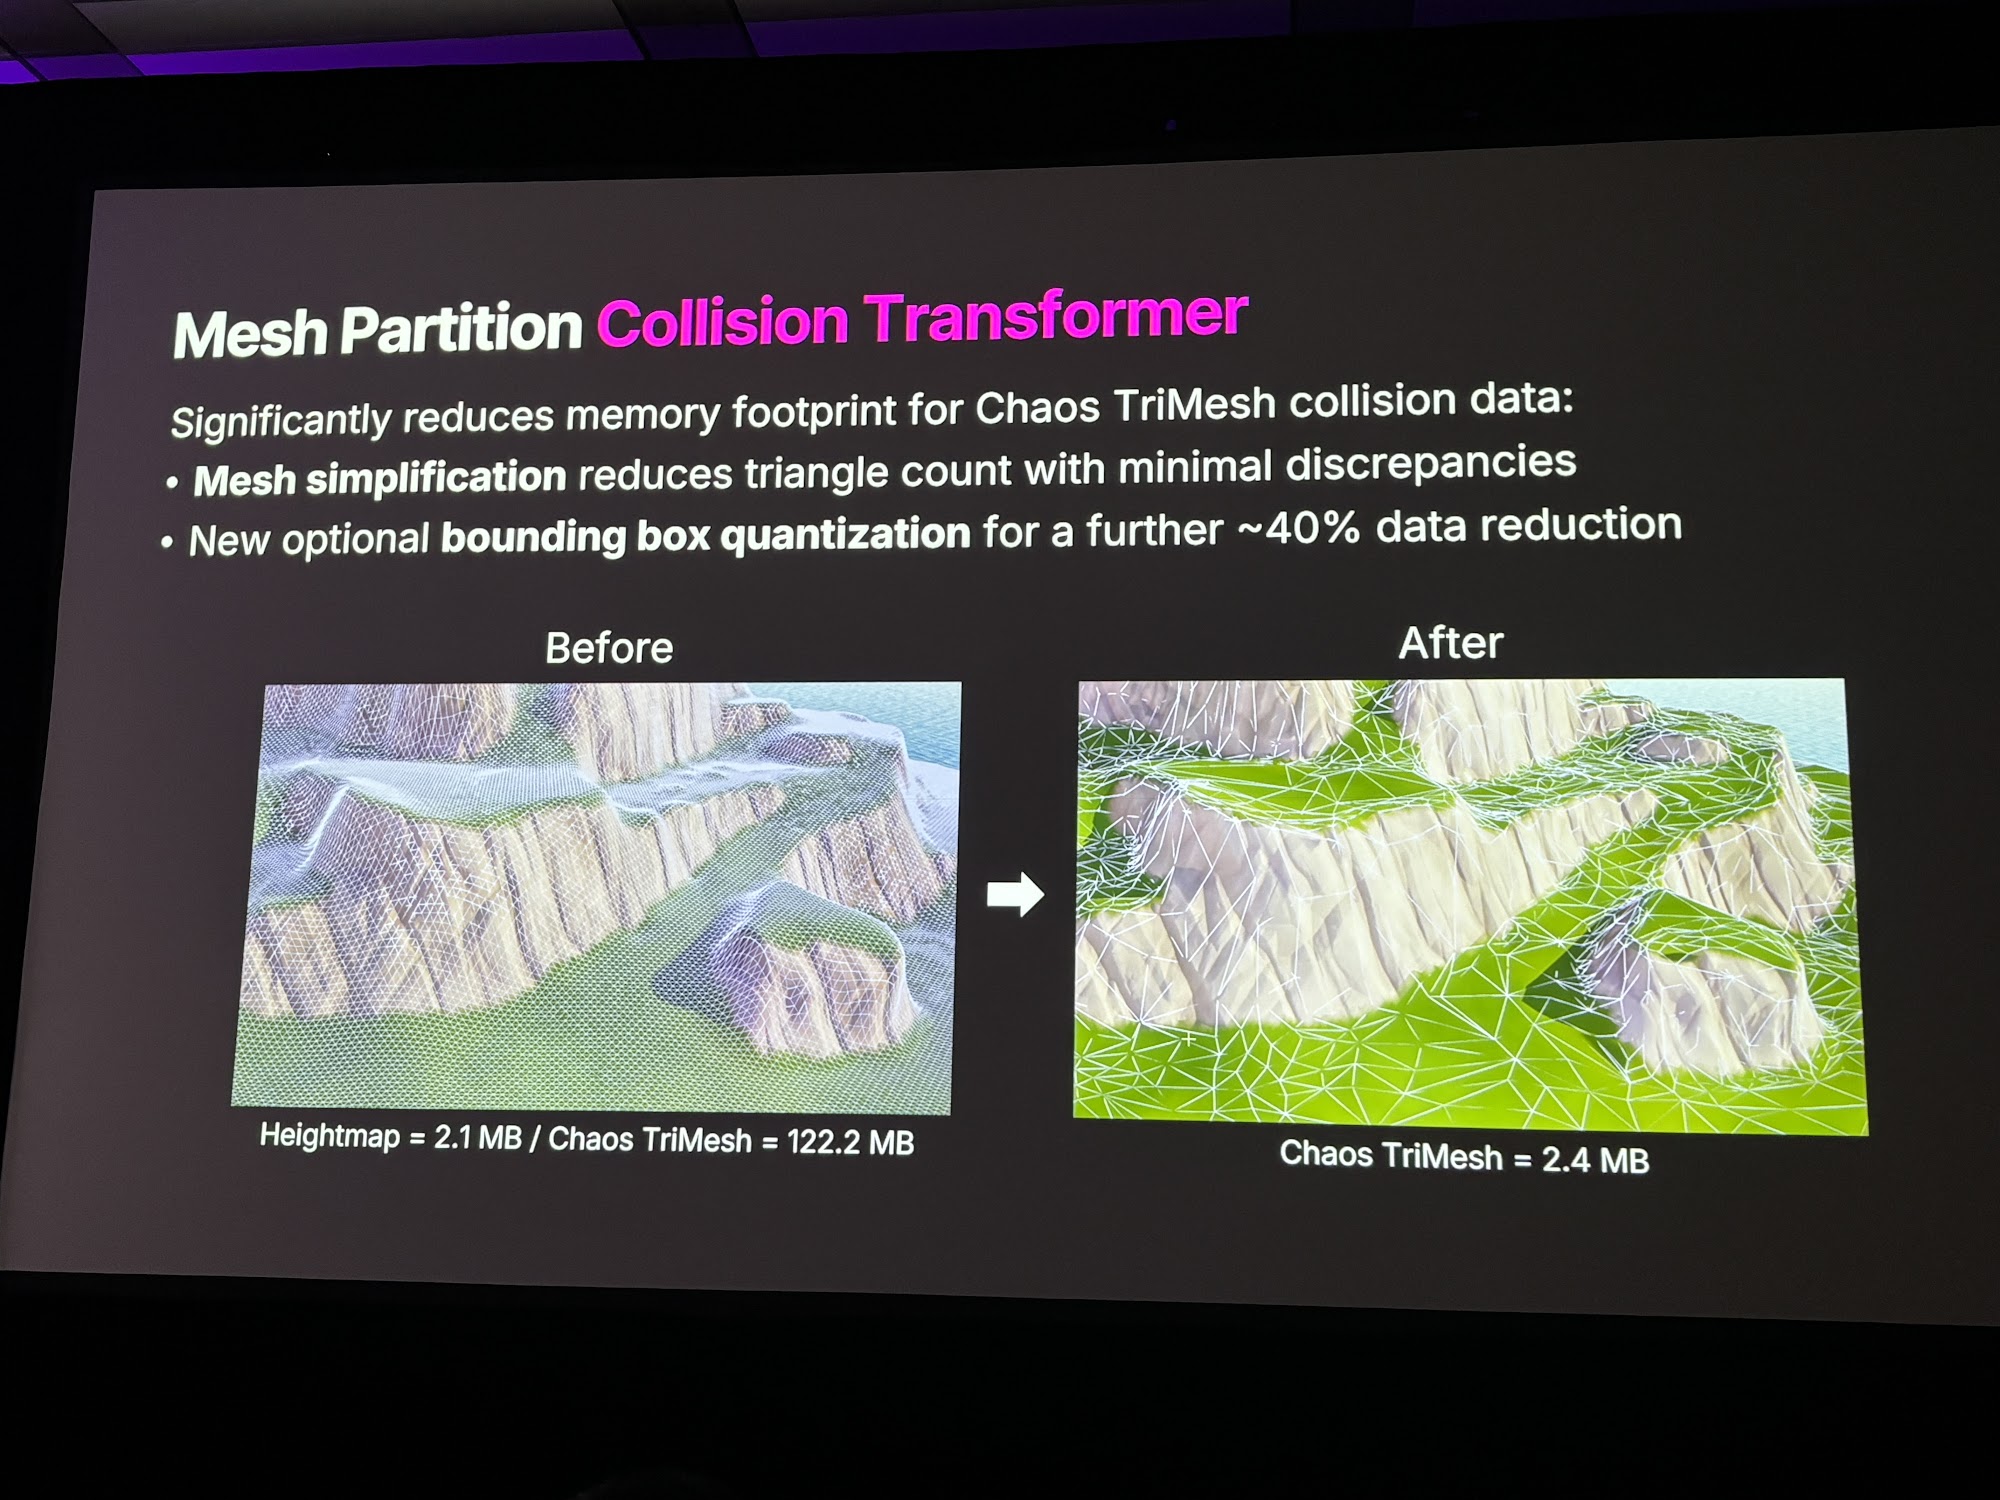 Mesh Partition Collision Transformer
Significantly reduces memory footprint for Chaos TriMesh collision data:
• Mesh simplification reduces triangle count with minimal discrepancies
• New optional bounding box quantization for a further ~40% data reduction
Before
After
Heightmap = 2.1 MB / Chaos TriMesh = 122.2 MB
Chaos TriMesh = 2.4 MB